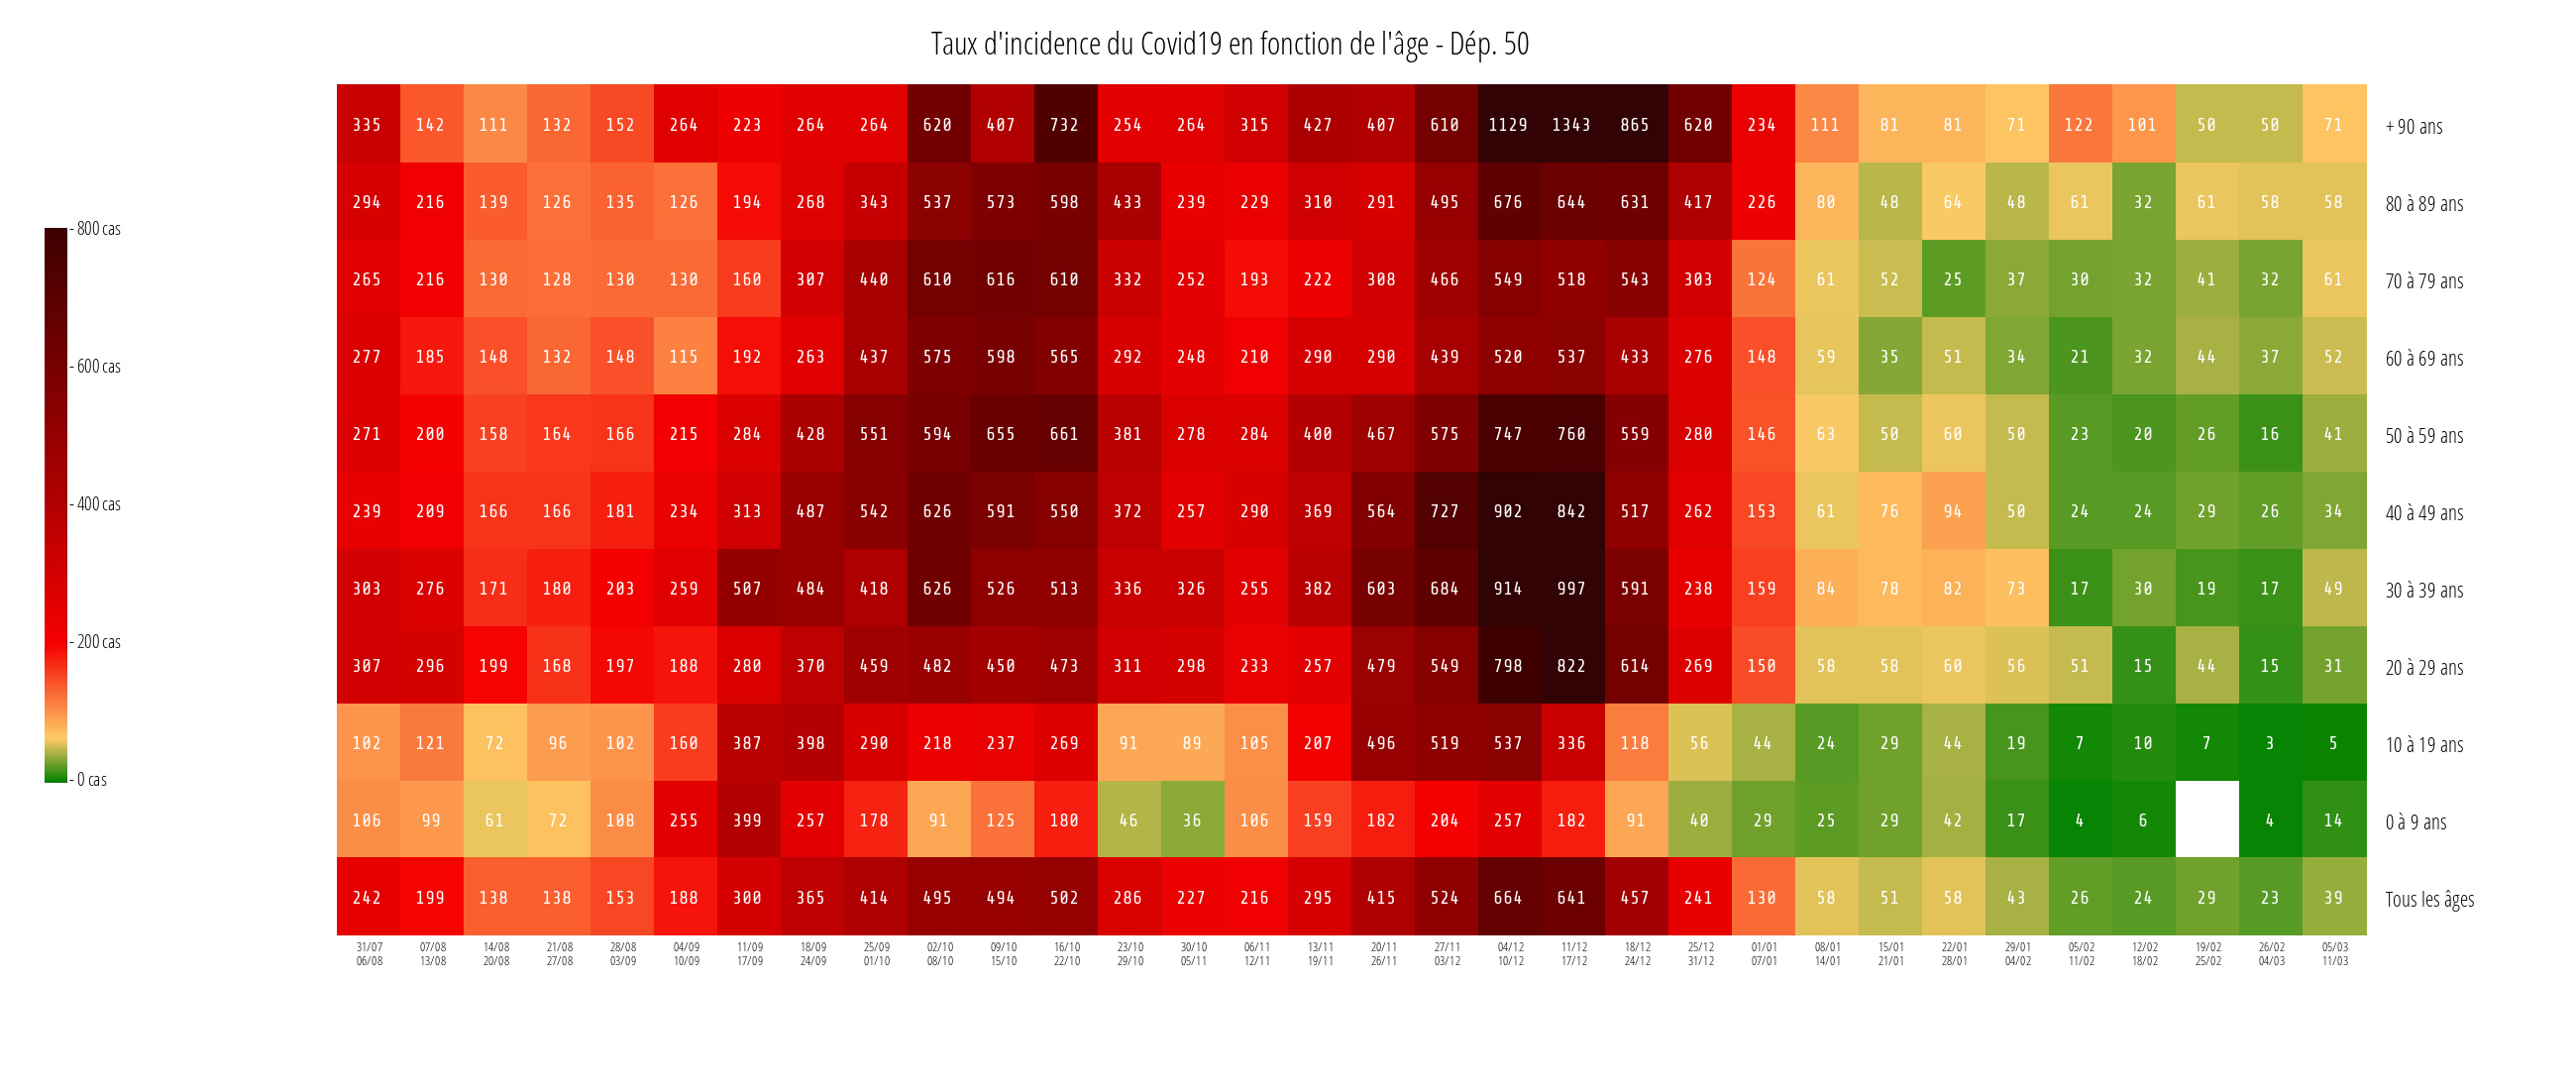 Taux d'incidence du Covid19 en fonction de l'âge - Dép. 50
- 800 cas
- 600 cas
- 400 cas
- 200 cas
- 0 cas
335 142 111 132 152 264 223 264 264 620 407 732 254 264 315 427 407 610 1129 1343 865 620 234 111 81 81 71 122 101 50 50 71 + 90 ans
294 216 139 126 135 126 194 268 343 537 573 598 433 239 229 310 291 495 676 644 631 417 226 80 48 64 48 61 32 61 58 58 80 à 89 ans
265 216 130 128 130 130 160 307 440 610 616 610 332 252 193 222 308 466 549 518 543 303 124 61 52 25 37 30 32 41 32 61 70 à 79 ans
277 185 148 132 148 115 192 263 437 575 598 565 292 248 210 290 290 439 520 537 433 276 148 59 35 51 34 21 32 44 37 52 60 à 69 ans
271 200 158 164 166 215 284 428 551 594 655 661 381 278 284 400 467 575 747 760 559 280 146 63 50 60 50 23 20 26 16 41 50 à 59 ans
239 209 166 166 181 234 313 487 542 626 591 550 372 257 290 369 564 727 902 842 517 262 153 61 76 94 50 24 24 29 26 34 40 à 49 ans
303 276 171 180 203 259 507 484 418 626 526 513 336 326 255 382 603 684 914 997 591 238 159 84 78 82 73 17 30 19 17 49 30 à 39 ans
307 296 199 168 197 188 280 370 459 482 450 473 311 298 233 257 479 549 798 822 614 269 150 58 58 60 56 51 15 44 15 31 20 à 29 ans
102 121 72 96 102 160 387 398 290 218 237 269 91 89 105 207 496 519 537 336 118 56 44 24 29 44 19 7 10 7 3 5 10 à 19 ans
106 99 61 72 108 255 399 257 178 91 125 180 46 36 106 159 182 204 257 182 91 40 29 25 29 42 17 4 6 4 14 0 à 9 ans
242 199 138 138 153 188 300 365 414 495 494 502 286 227 216 295 415 524 664 641 457 241 130 58 51 58 43 26 24 29 23 39 Tous les âges
31/07 07/08 14/08 21/08 28/08 04/09 11/09 18/09 25/09 02/10 09/10 16/10 23/10 30/10 06/11 13/11 20/11 27/11 04/12 11/12 18/12 25/12 01/01 08/01 15/01 22/01 29/01 05/02 12/02 19/02 26/02 05/03
06/08 13/08 20/08 27/08 03/09 10/09 17/09 24/09 01/10 08/10 15/10 22/10 29/10 05/11 12/11 19/11 26/11 03/12 10/12 17/12 24/12 31/12 07/01 14/01 21/01 28/01 04/02 11/02 18/02 25/02 04/03 11/03